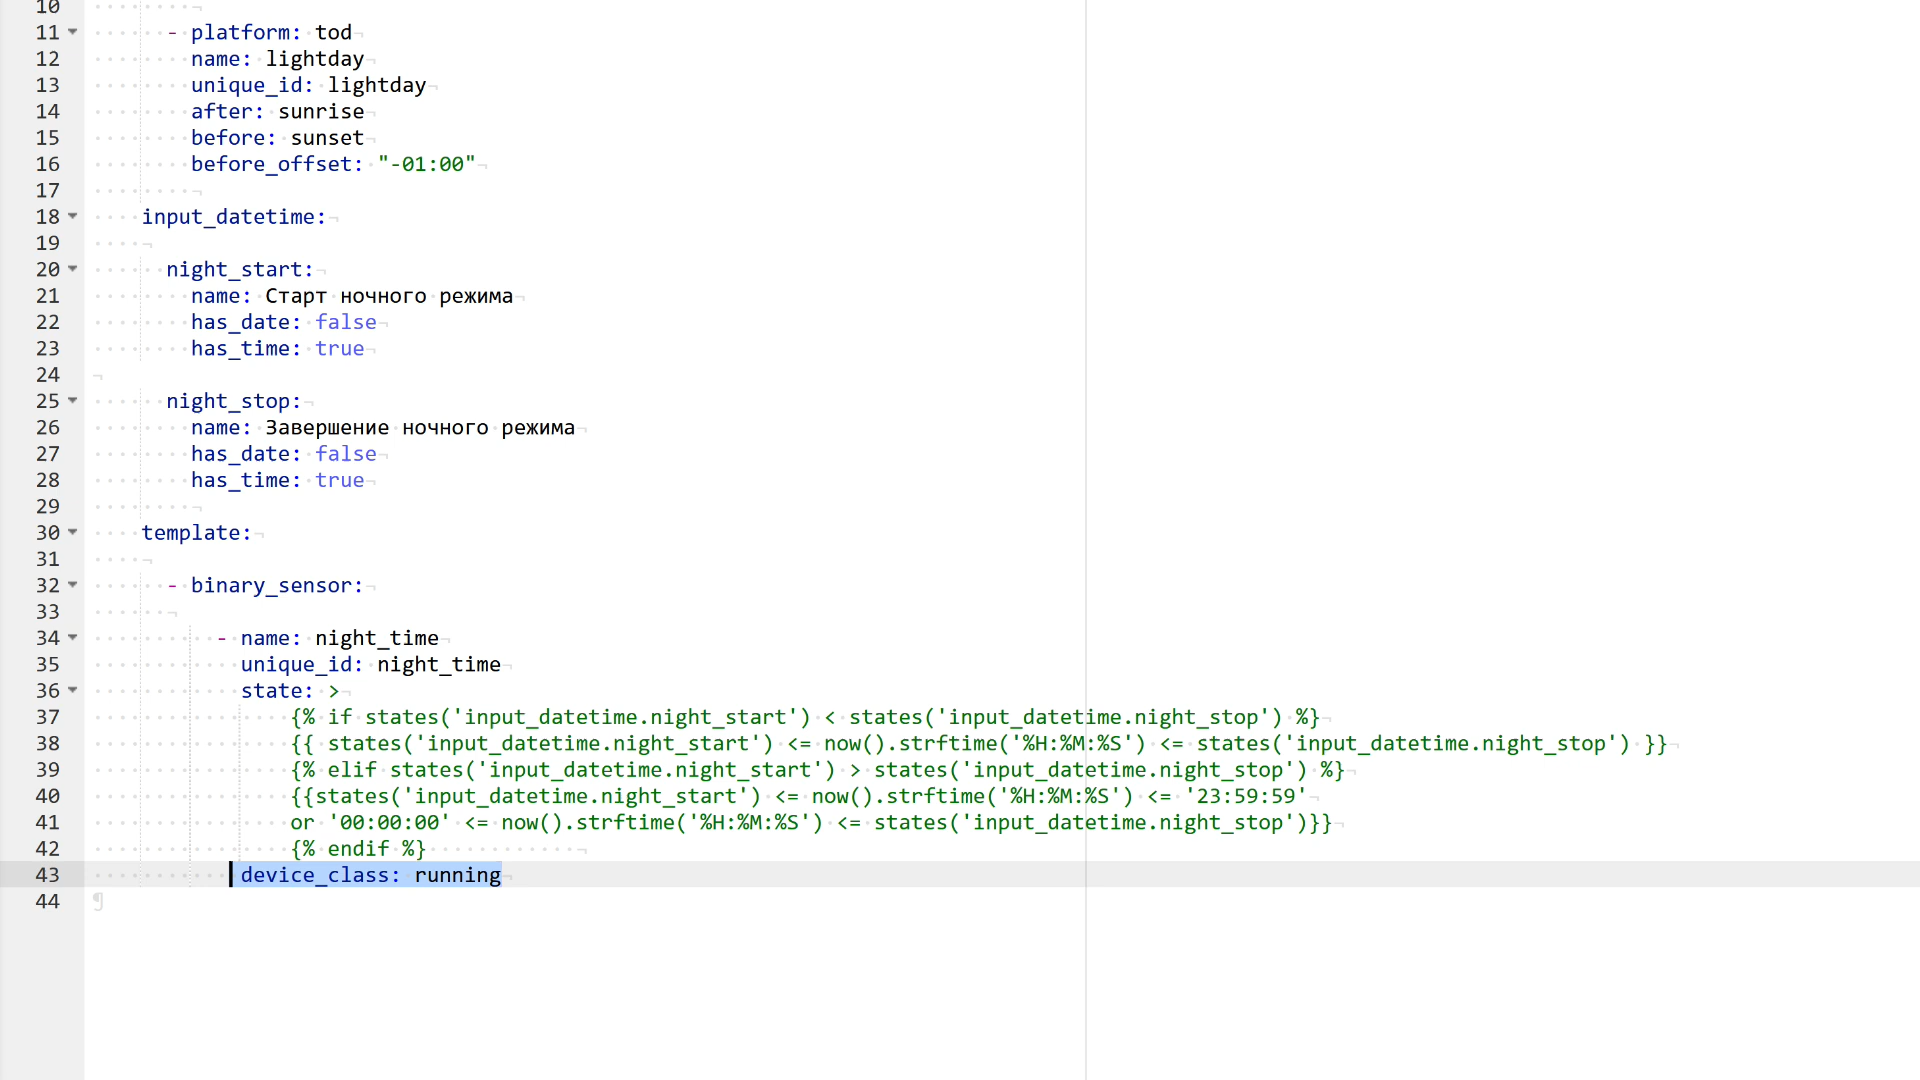 10
11 - platform: tod
12 name: lightday
13 unique_id: lightday
14 after: sunrise
15 before: sunset
16 before_offset: "-01:00"
17
18 input_datetime:
19
20 night_start:
21 name: Старт ночного режима
22 has_date: false
23 has_time: true
24
25 night_stop:
26 name: Завершение ночного режима
27 has_date: false
28 has_time: true
29
30 template:
31
32 - binary_sensor:
33
34 - name: night_time
35 unique_id: night_time
36 state: >
37 {% if states('input_datetime.night_start') < states('input_datetime.night_stop') %}
38 {{ states('input_datetime.night_start') <= now().strftime('%H:%M:%S') <= states('input_datetime.night_stop') }}
39 {% elif states('input_datetime.night_start') > states('input_datetime.night_stop') %}
40 {{states('input_datetime.night_start') <= now().strftime('%H:%M:%S') <= '23:59:59'
41 or '00:00:00' <= now().strftime('%H:%M:%S') <= states('input_datetime.night_stop')}}
42 {% endif %}
43 device_class: running
44